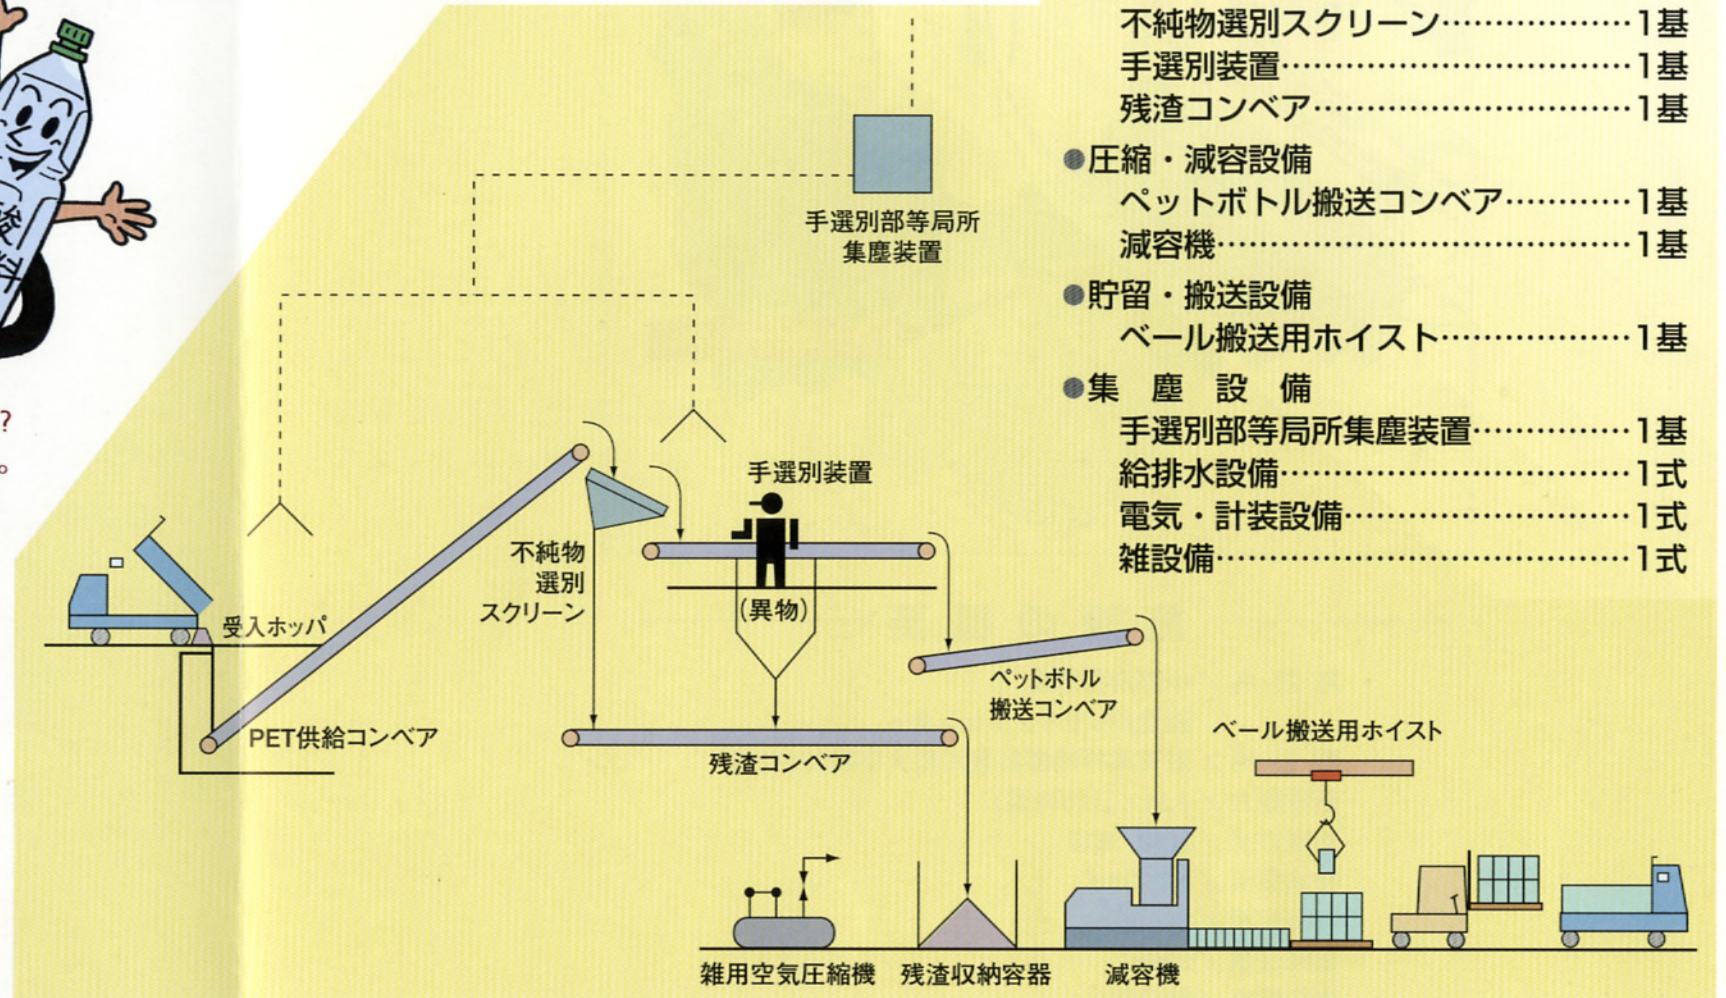 酸
料
?
。
不純物選別スクリーン………………1基
手選別装置……………………………1基
残渣コンベア…………………………1基
●圧縮・減容設備
ペットボトル搬送コンベア…………1基
減容機…………………………………1基
●貯留・搬送設備
ベール搬送用ホイスト………………1基
●集塵設備
手選別部等局所集塵装置……………1基
給排水設備……………………………1式
電気・計装設備………………………1式
雑設備…………………………………1式
手選別部等局所
集塵装置
手選別装置
不純物
選別
スクリーン
(異物)
受入ホッパ
PET供給コンベア
ペットボトル
搬送コンベア
残渣コンベア
ベール搬送用ホイスト
雑用空気圧縮機
残渣収納容器
減容機